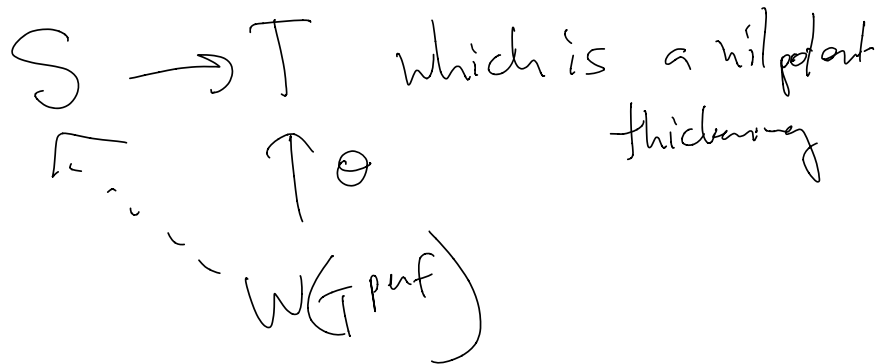 S → T which is a nilpotent
thickening
↑ θ
W(T^perf)